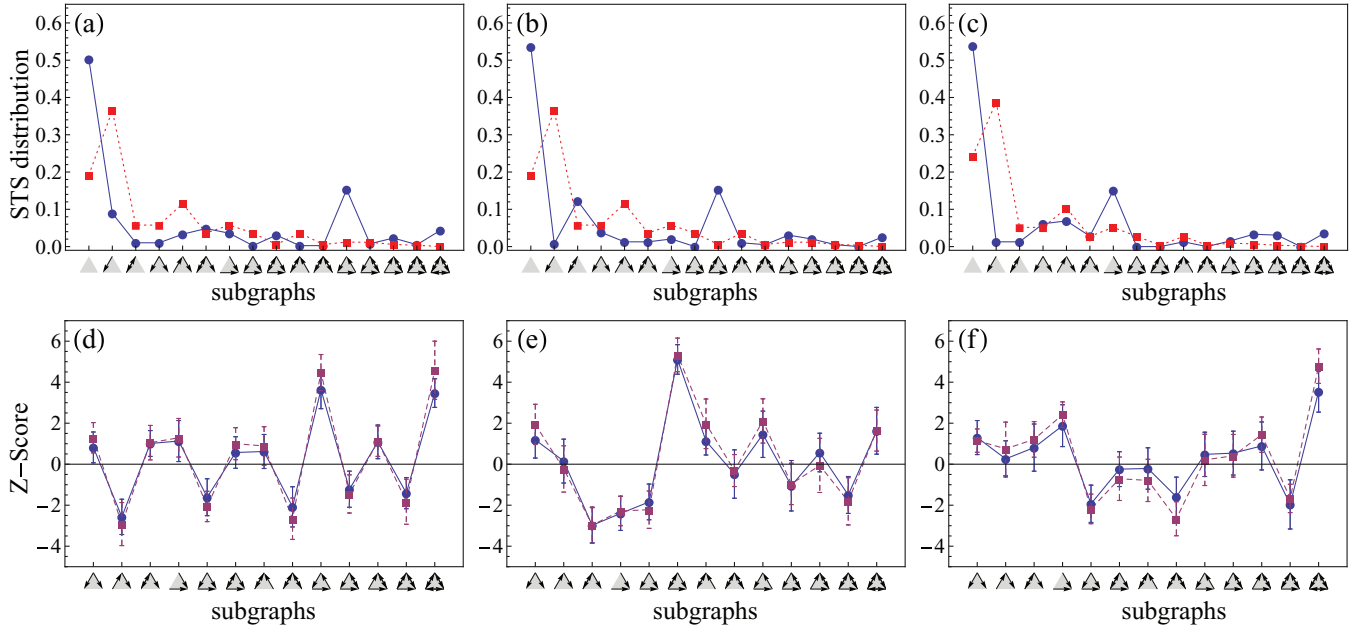 (a) (b) (c)
0.6 0.6 0.6
0.5 0.5 0.5
0.4 0.4 0.4
0.3 0.3 0.3
0.2 0.2 0.2
0.1 0.1 0.1
0.0 0.0 0.0
STS distribution
subgraphs subgraphs subgraphs
(d) (e) (f)
6 6 6
4 4 4
2 2 2
0 0 0
−2 −2 −2
−4 −4 −4
Z−Score
subgraphs subgraphs subgraphs